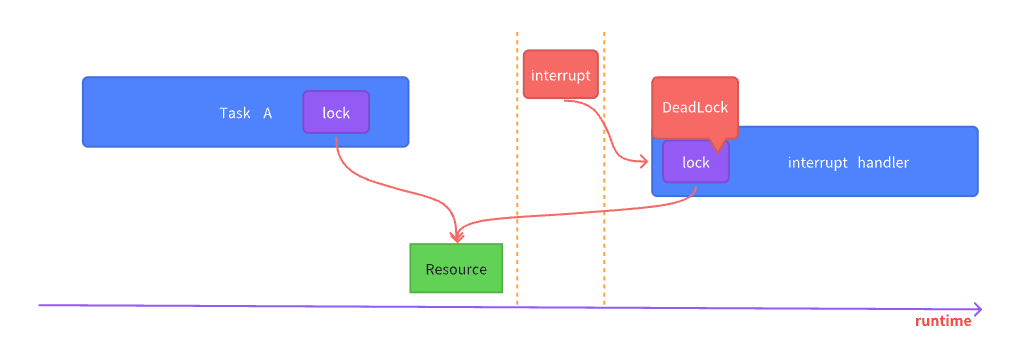 interrupt
DeadLock
Task A
lock
lock
interrupt handler
Resource
runtime